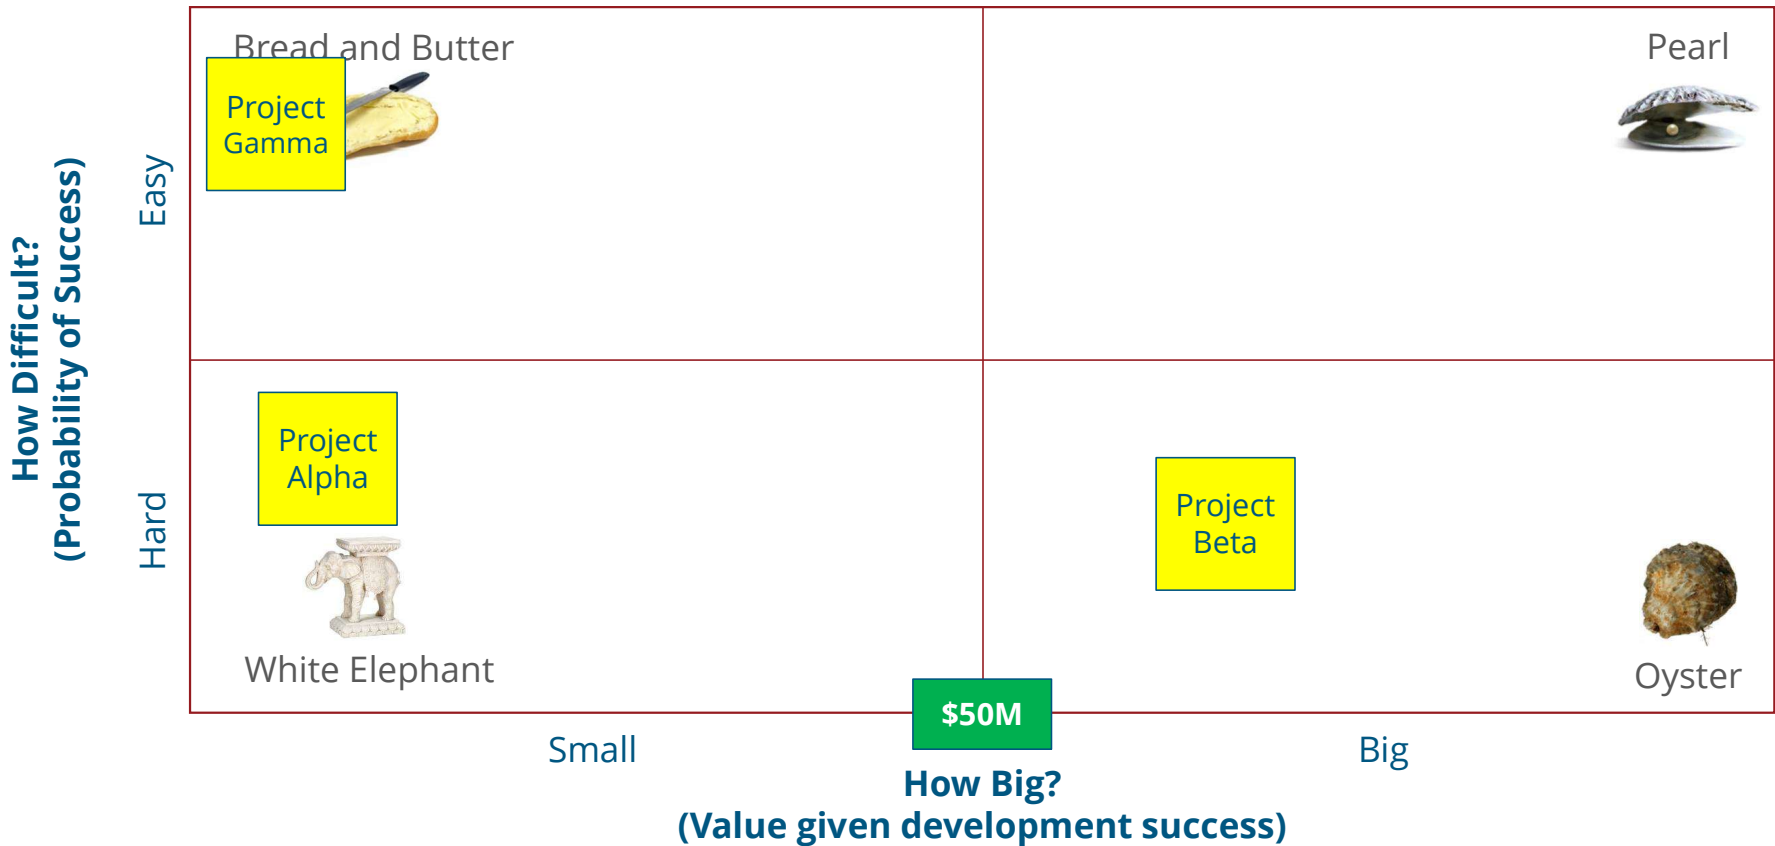 Bread and Butter
Pearl
Project
Gamma
Easy
How Difficult?
(Probability of Success)
Project
Alpha
Hard
Project
Beta
White Elephant
Oyster
$50M
Small
Big
How Big?
(Value given development success)